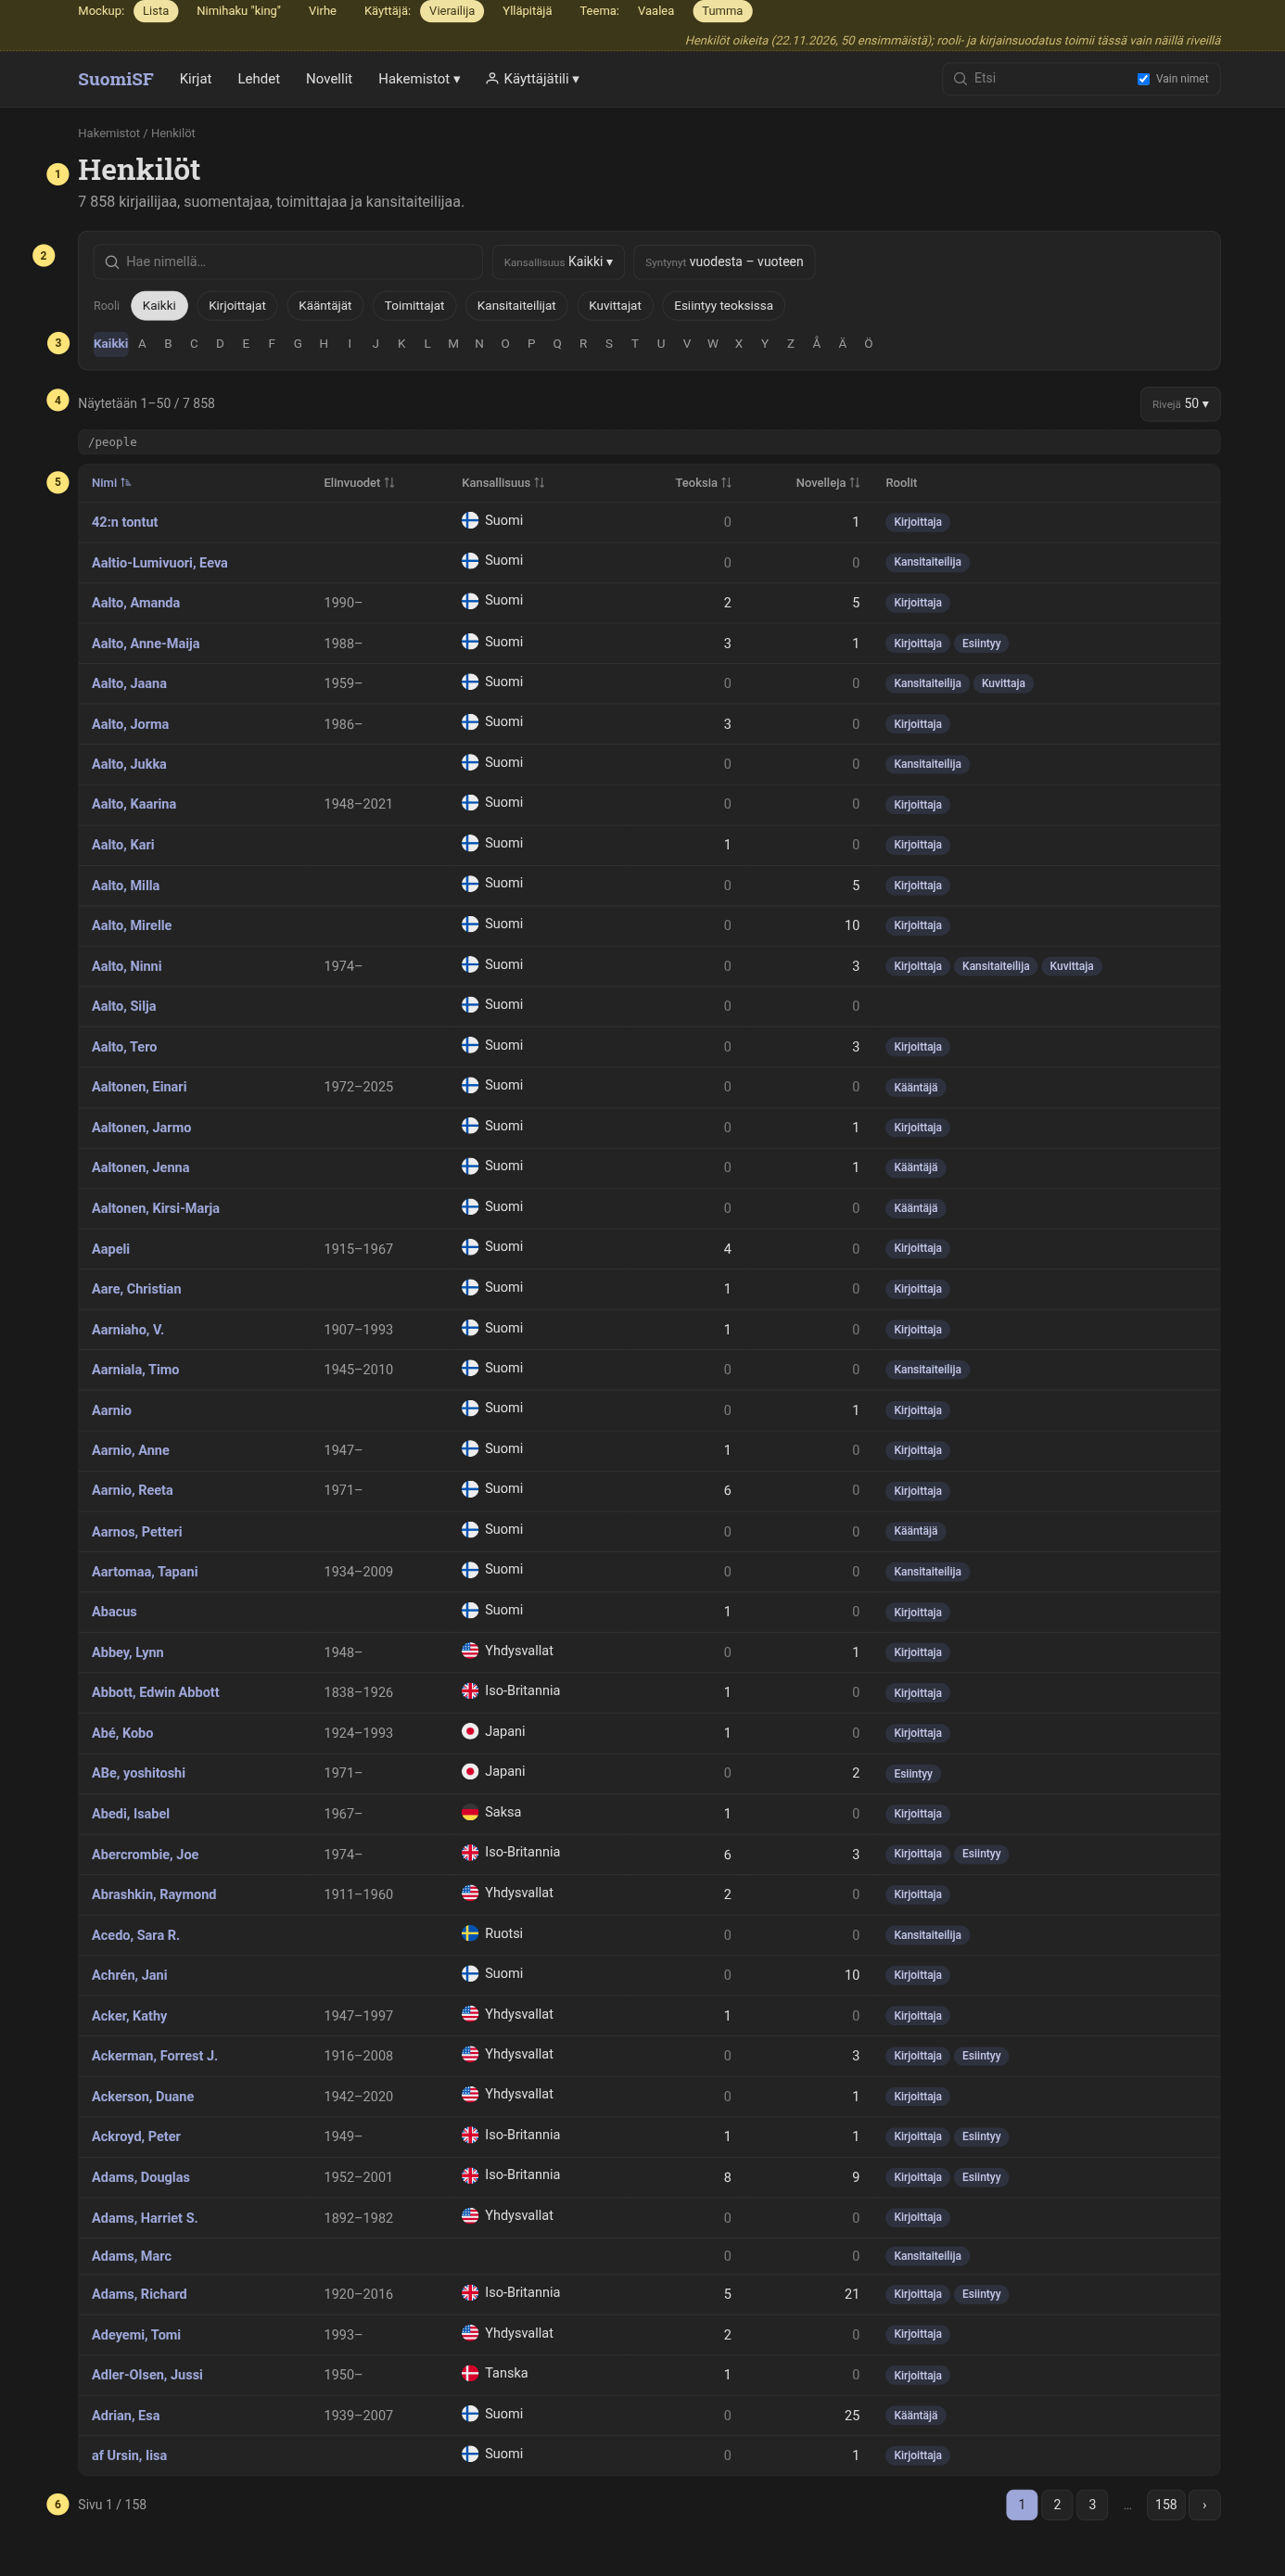 Mockup: Lista Nimihaku "king" Virhe Käyttäjä: Vierailija Ylläpitäjä Teema: Vaalea Tumma
Henkilöt oikeita (22.11.2026, 50 ensimmäistä); rooli- ja kirjainsuodatus toimii tässä vain näillä riveillä
SuomiSF Kirjat Lehdet Novellit Hakemistot ▾ Käyttäjätili ▾ Etsi Vain nimet
Hakemistot / Henkilöt
1 Henkilöt
7 858 kirjailijaa, suomentajaa, toimittajaa ja kansitaiteilijaa.
2 Hae nimellä... Kansallisuus Kaikki ▾ Syntynyt vuodesta – vuoteen
Rooli Kaikki Kirjoittajat Kääntäjät Toimittajat Kansitaiteilijat Kuvittajat Esiintyy teoksissa
3 Kaikki A B C D E F G H I J K L M N O P Q R S T U V W X Y Z Å Ä Ö
4 Näytetään 1–50 / 7 858 Rivejä 50 ▾
/people
5 Nimi Elinvuodet Kansallisuus Teoksia Novelleja Roolit
42:n tontut Suomi 0 1 Kirjoittaja
Aaltio-Lumivuori, Eeva Suomi 0 0 Kansitaiteilija
Aalto, Amanda 1990– Suomi 2 5 Kirjoittaja
Aalto, Anne-Maija 1988– Suomi 3 1 Kirjoittaja Esiintyy
Aalto, Jaana 1959– Suomi 0 0 Kansitaiteilija Kuvittaja
Aalto, Jorma 1986– Suomi 3 0 Kirjoittaja
Aalto, Jukka Suomi 0 0 Kansitaiteilija
Aalto, Kaarina 1948–2021 Suomi 0 0 Kirjoittaja
Aalto, Kari Suomi 1 0 Kirjoittaja
Aalto, Milla Suomi 0 5 Kirjoittaja
Aalto, Mirelle Suomi 0 10 Kirjoittaja
Aalto, Ninni 1974– Suomi 0 3 Kirjoittaja Kansitaiteilija Kuvittaja
Aalto, Silja Suomi 0 0
Aalto, Tero Suomi 0 3 Kirjoittaja
Aaltonen, Einari 1972–2025 Suomi 0 0 Kääntäjä
Aaltonen, Jarmo Suomi 0 1 Kirjoittaja
Aaltonen, Jenna Suomi 0 1 Kääntäjä
Aaltonen, Kirsi-Marja Suomi 0 0 Kääntäjä
Aapeli 1915–1967 Suomi 4 0 Kirjoittaja
Aare, Christian Suomi 1 0 Kirjoittaja
Aarniaho, V. 1907–1993 Suomi 1 0 Kirjoittaja
Aarniala, Timo 1945–2010 Suomi 0 0 Kansitaiteilija
Aarnio Suomi 0 1 Kirjoittaja
Aarnio, Anne 1947– Suomi 1 0 Kirjoittaja
Aarnio, Reeta 1971– Suomi 6 0 Kirjoittaja
Aarnos, Petteri Suomi 0 0 Kääntäjä
Aartomaa, Tapani 1934–2009 Suomi 0 0 Kansitaiteilija
Abacus Suomi 1 0 Kirjoittaja
Abbey, Lynn 1948– Yhdysvallat 0 1 Kirjoittaja
Abbott, Edwin Abbott 1838–1926 Iso-Britannia 1 0 Kirjoittaja
Abé, Kobo 1924–1993 Japani 1 0 Kirjoittaja
ABe, yoshitoshi 1971– Japani 0 2 Esiintyy
Abedi, Isabel 1967– Saksa 1 0 Kirjoittaja
Abercrombie, Joe 1974– Iso-Britannia 6 3 Kirjoittaja Esiintyy
Abrashkin, Raymond 1911–1960 Yhdysvallat 2 0 Kirjoittaja
Acedo, Sara R. Ruotsi 0 0 Kansitaiteilija
Achrén, Jani Suomi 0 10 Kirjoittaja
Acker, Kathy 1947–1997 Yhdysvallat 1 0 Kirjoittaja
Ackerman, Forrest J. 1916–2008 Yhdysvallat 0 3 Kirjoittaja Esiintyy
Ackerson, Duane 1942–2020 Yhdysvallat 0 1 Kirjoittaja
Ackroyd, Peter 1949– Iso-Britannia 1 1 Kirjoittaja Esiintyy
Adams, Douglas 1952–2001 Iso-Britannia 8 9 Kirjoittaja Esiintyy
Adams, Harriet S. 1892–1982 Yhdysvallat 0 0 Kirjoittaja
Adams, Marc 0 0 Kansitaiteilija
Adams, Richard 1920–2016 Iso-Britannia 5 21 Kirjoittaja Esiintyy
Adeyemi, Tomi 1993– Yhdysvallat 2 0 Kirjoittaja
Adler-Olsen, Jussi 1950– Tanska 1 0 Kirjoittaja
Adrian, Esa 1939–2007 Suomi 0 25 Kääntäjä
af Ursin, Iisa Suomi 0 1 Kirjoittaja
6 Sivu 1 / 158 1 2 3 … 158 ›